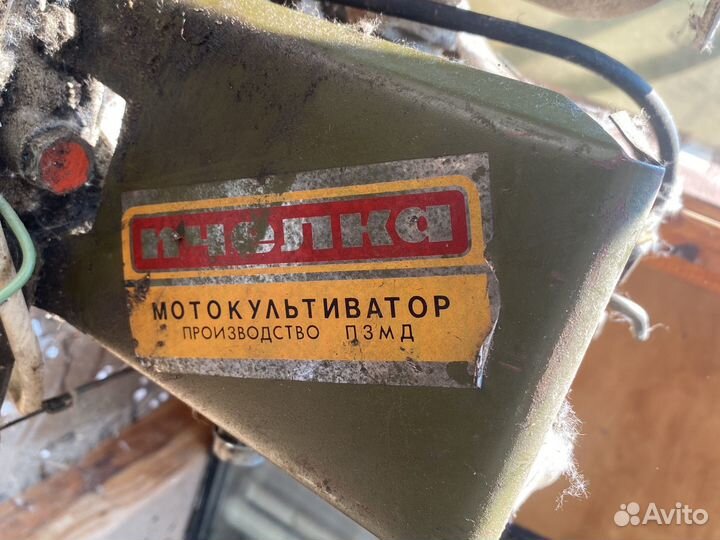 пчелка
МОТОКУЛЬТИВАТОР
ПРОИЗВОДСТВО ПЗМД
Avito